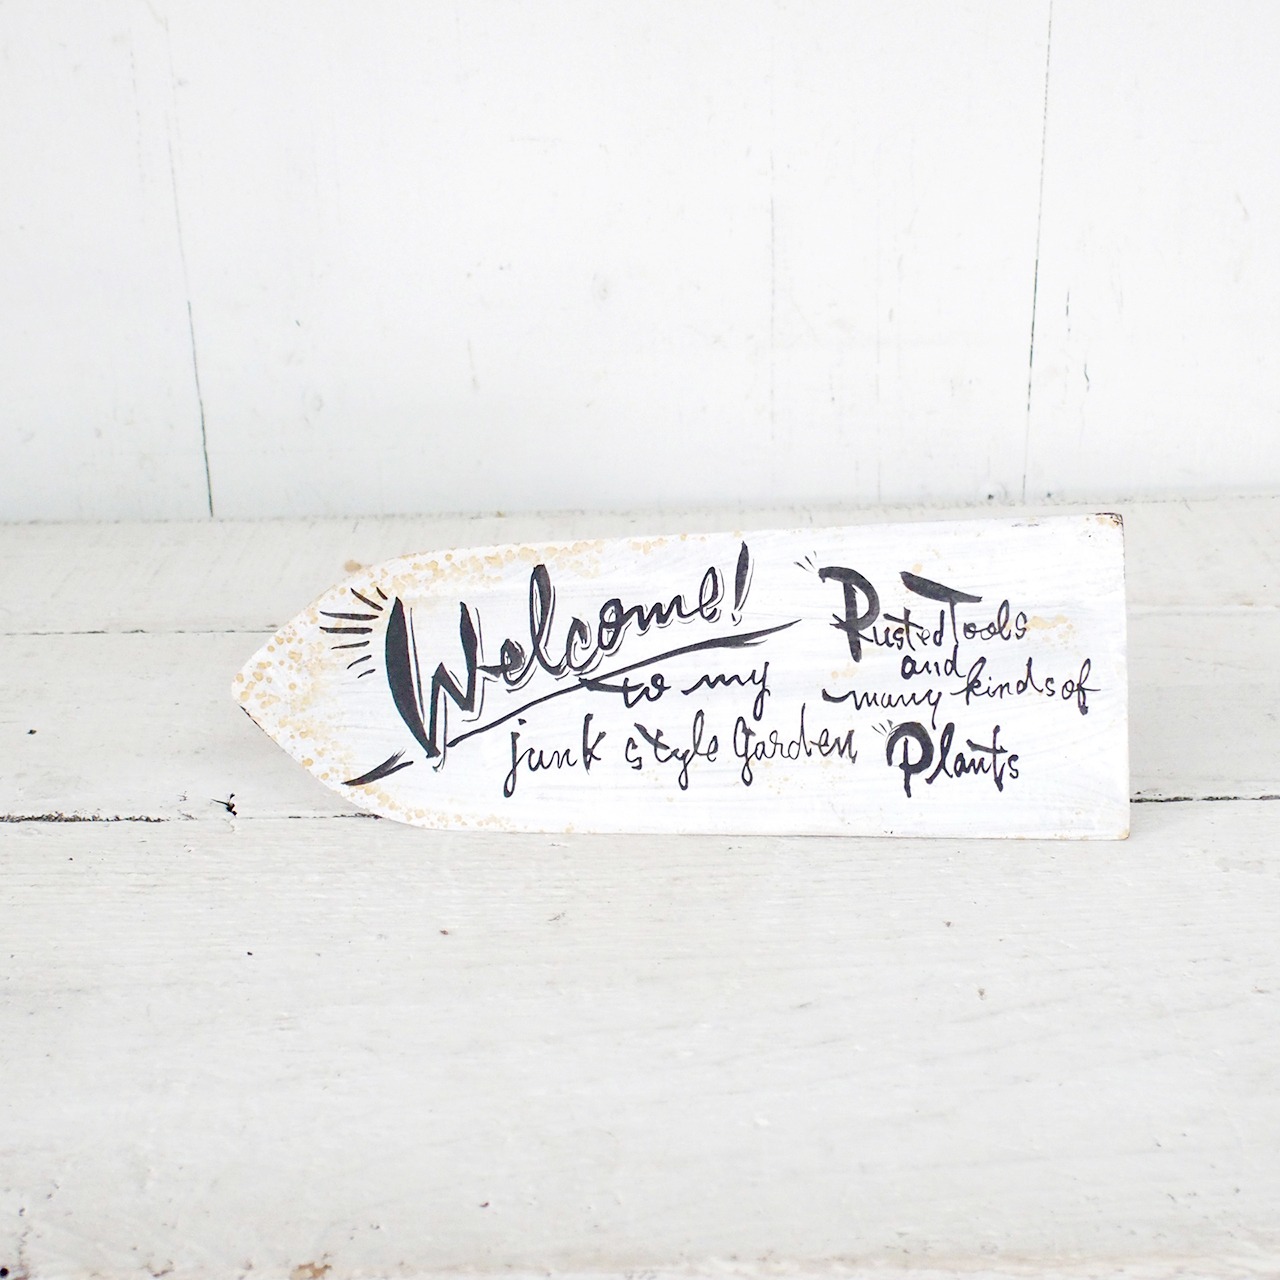 Welcome!
to my
junk style Garden
Rusted Tools
and
many kinds of
Plants